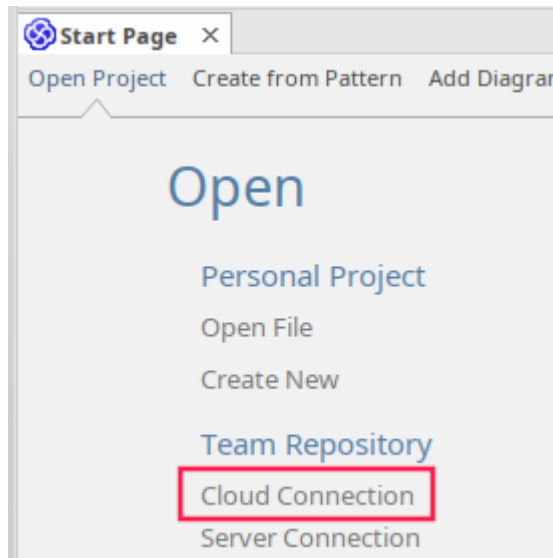 Start Page
Open Project Create from Pattern Add Diagram
Open
Personal Project
Open File
Create New
Team Repository
Cloud Connection
Server Connection